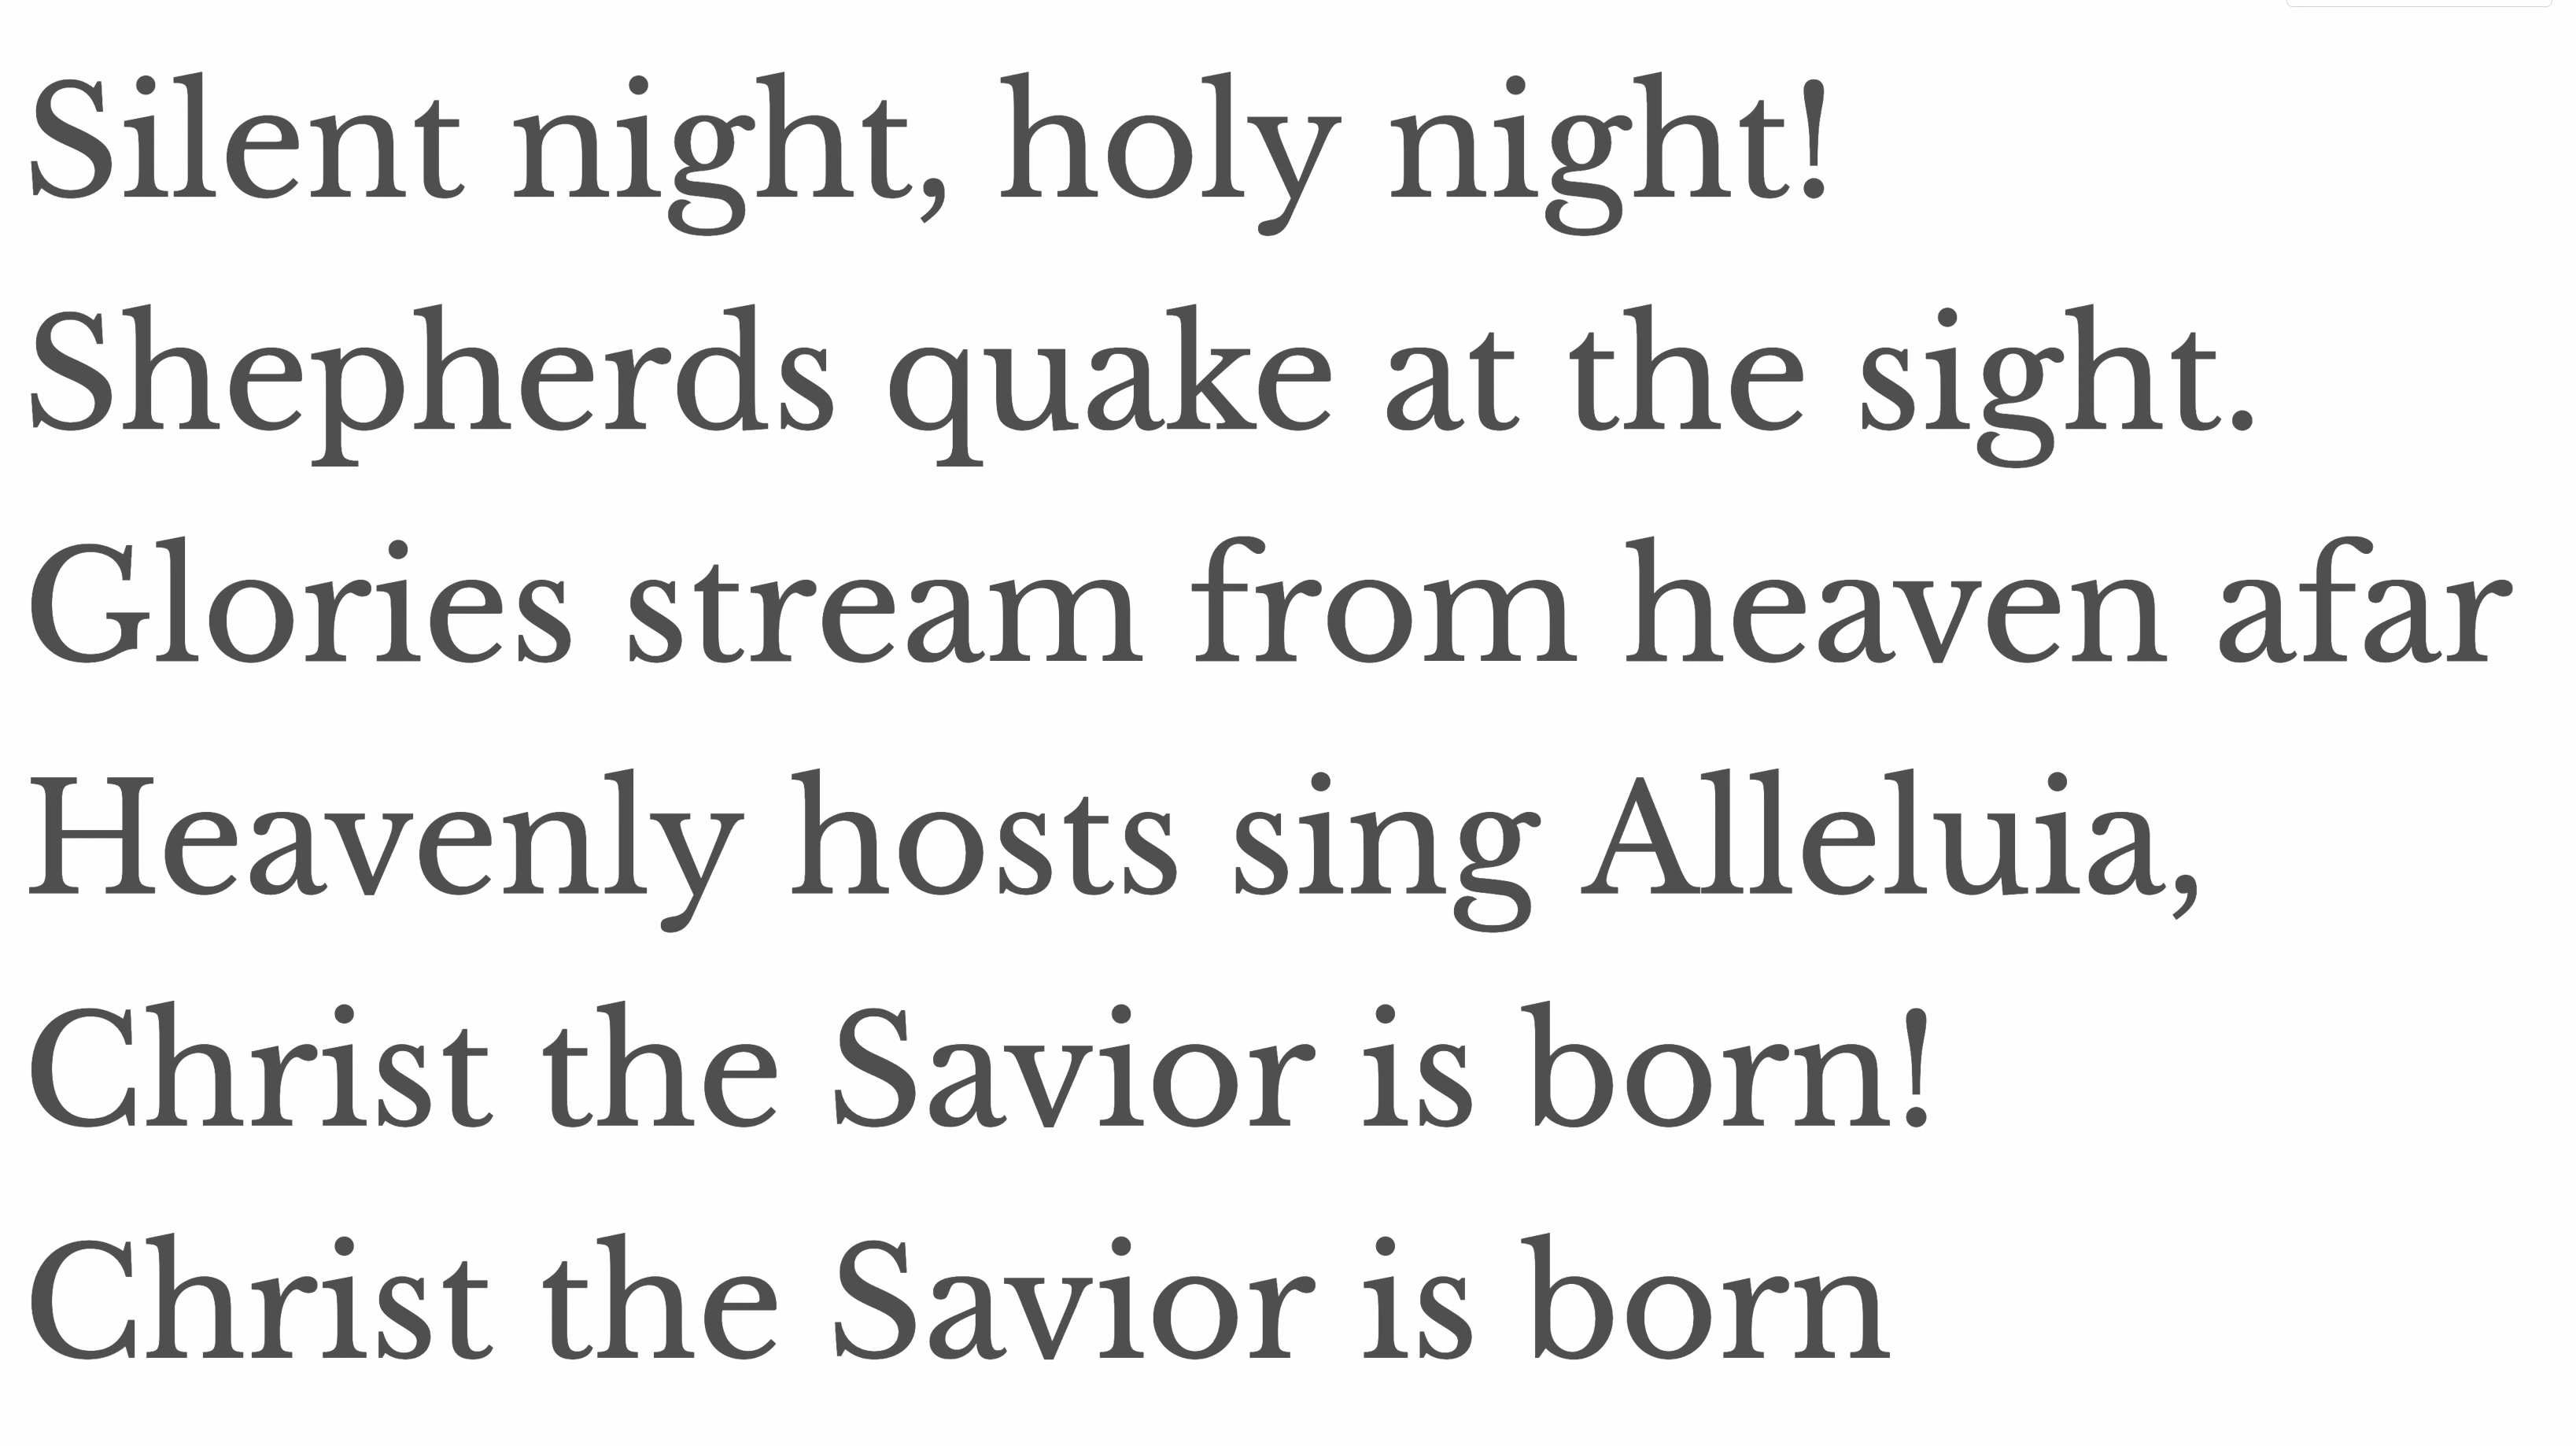 Silent night, holy night!
Shepherds quake at the sight.
Glories stream from heaven afar
Heavenly hosts sing Alleluia,
Christ the Savior is born!
Christ the Savior is born